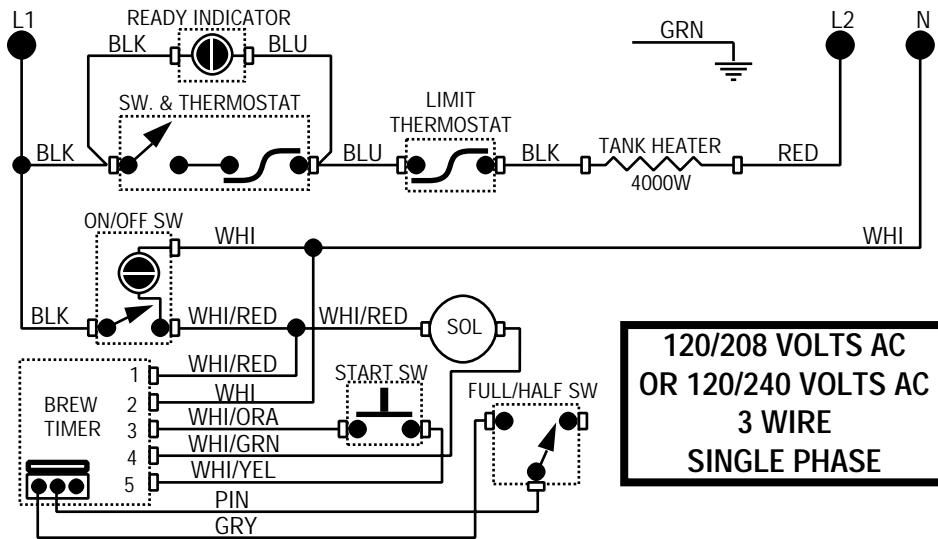 L1
READY INDICATOR
GRN
L2
N
BLK
BLU
SW. & THERMOSTAT
LIMIT
THERMOSTAT
BLK
BLU
BLK
TANK HEATER
4000W
RED
ON/OFF SW
WHI
WHI
BLK
WHI/RED
WHI/RED
SOL
WHI/RED
1
START SW
FULL/HALF SW
WHI
2
BREW
TIMER
WHI/ORA
3
WHI/GRN
4
WHI/YEL
5
PIN
GRY
120/208 VOLTS AC
OR 120/240 VOLTS AC
3 WIRE
SINGLE PHASE